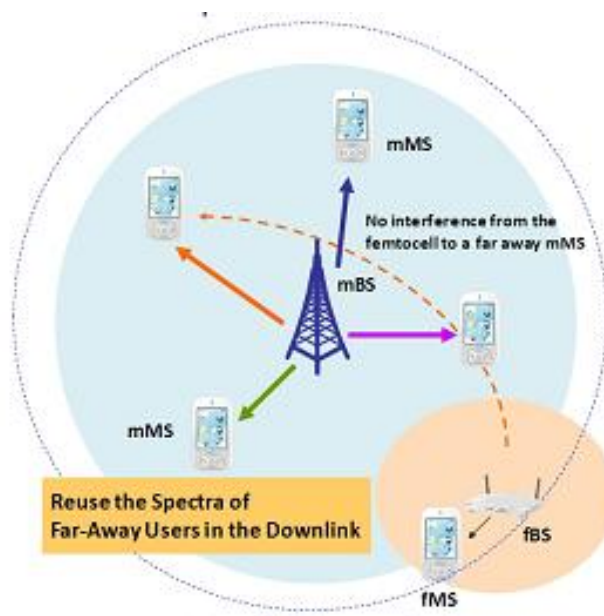 mMS
No interference from the
femtocell to a far away mMS
mBS
mMS
Reuse the Spectra of
Far-Away Users in the Downlink
fBS
fMS